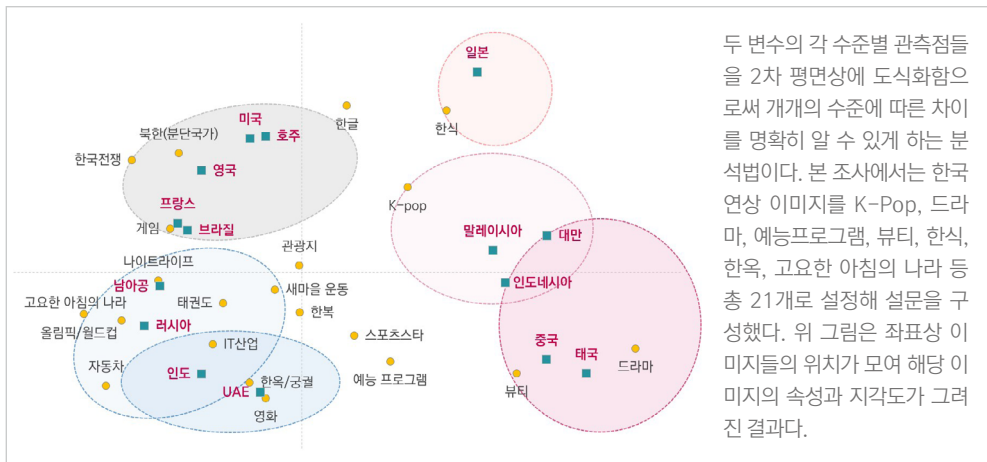 일본
한식
한글
미국
호주
북한(분단국가)
한국전쟁
영국
프랑스
게임
브라질
K-pop
말레이시아
대만
인도네시아
관광지
나이트라이프
남아공
새마을 운동
고요한 아침의 나라
태권도
한복
올림픽/월드컵
러시아
스포츠스타
IT산업
자동차
인도
예능 프로그램
한옥/궁궐
UAE
영화
중국
태국
드라마
뷰티
두 변수의 각 수준별 관측점들
을 2차 평면상에 도식화함으
로써 개개의 수준에 따른 차이
를 명확히 알 수 있게 하는 분
석법이다. 본 조사에서는 한국
연상 이미지를 K-Pop, 드라
마, 예능프로그램, 뷰티, 한식,
한옥, 고요한 아침의 나라 등
총 21개로 설정해 설문을 구
성했다. 위 그림은 좌표상 이
미지들의 위치가 모여 해당 이
미지의 속성과 지각도가 그려
진 결과다.